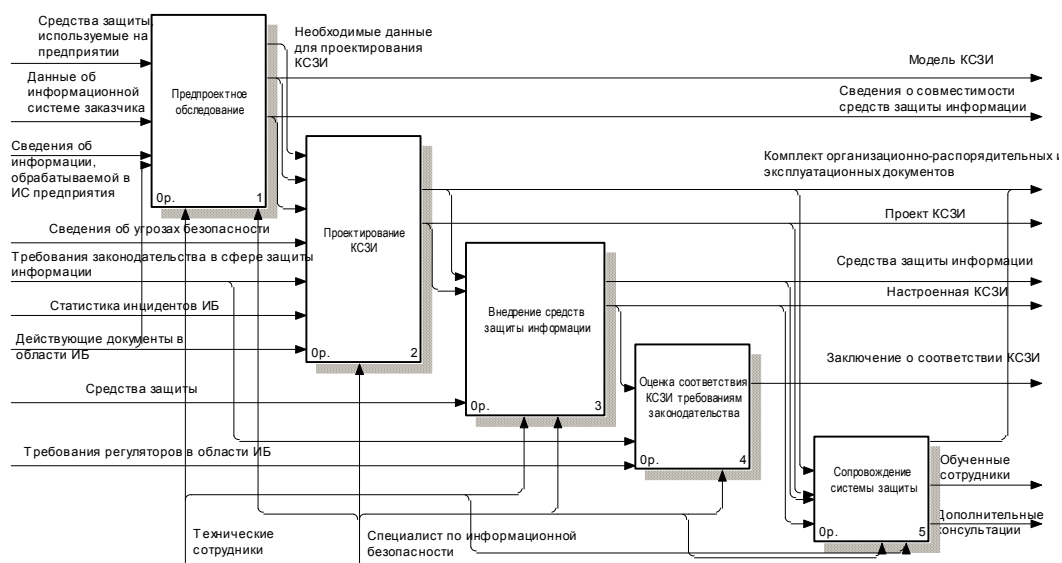 Средства защиты,
используемые на
предприятии
Данные об
информационной
системе заказчика
Сведения об
информации,
обрабатываемой в
ИС предприятия
Предпроектное
обследование
0р.
1
Необходимые данные
для проектирования
КСЗИ
Модель КСЗИ
Сведения о совместимости
средств защиты информации
Комплект организационно-распорядительных и
эксплуатационных документов
Сведения об угрозах безопасности
Требования законодательства в сфере защиты
информации
Статистика инцидентов ИБ
Действующие документы в
области ИБ
Проектирование
КСЗИ
0р.
2
Проект КСЗИ
Средства защиты информации
Настроенная КСЗИ
Внедрение средств
защиты информации
0р.
3
Средства защиты
Заключение о соответствии КСЗИ
Оценка соответствия
КСЗИ требованиям
законодательства
0р.
4
Требования регуляторов в области ИБ
Сопровождение
системы защиты
0р.
5
Обученные
сотрудники
Дополнительные
консультации
Технические
сотрудники
Специалист по информационной
безопасности